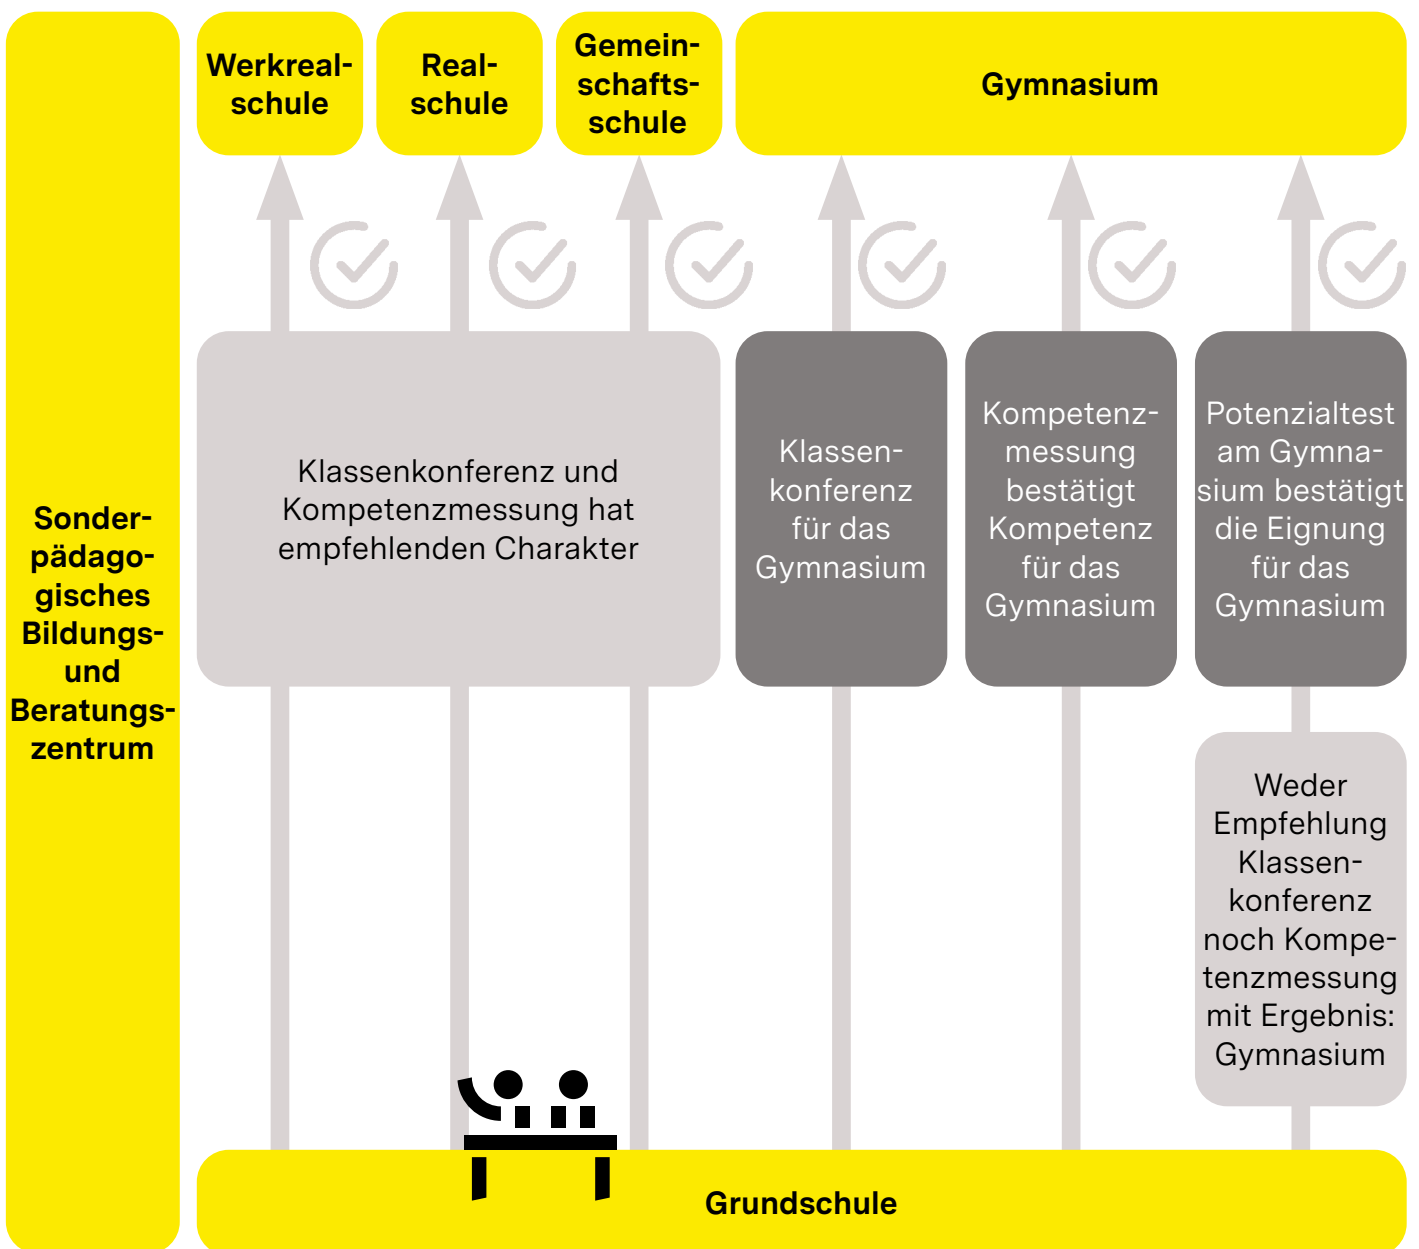 Werkreal-
schule
Real-
schule
Gemein-
schafts-
schule
Gymnasium
Sonder-
pädago-
gisches
Bildungs-
und
Beratungs-
zentrum
Klassenkonferenz und
Kompetenzmessung hat
empfehlenden Charakter
Klassen-
konferenz
für das
Gymnasium
Kompetenz-
messung
bestätigt
Kompetenz
für das
Gymnasium
Potenzialtest
am Gymna-
sium bestätigt
die Eignung
für das
Gymnasium
Weder
Empfehlung
Klassen-
konferenz
noch Kompe-
tenzmessung
mit Ergebnis:
Gymnasium
Grundschule